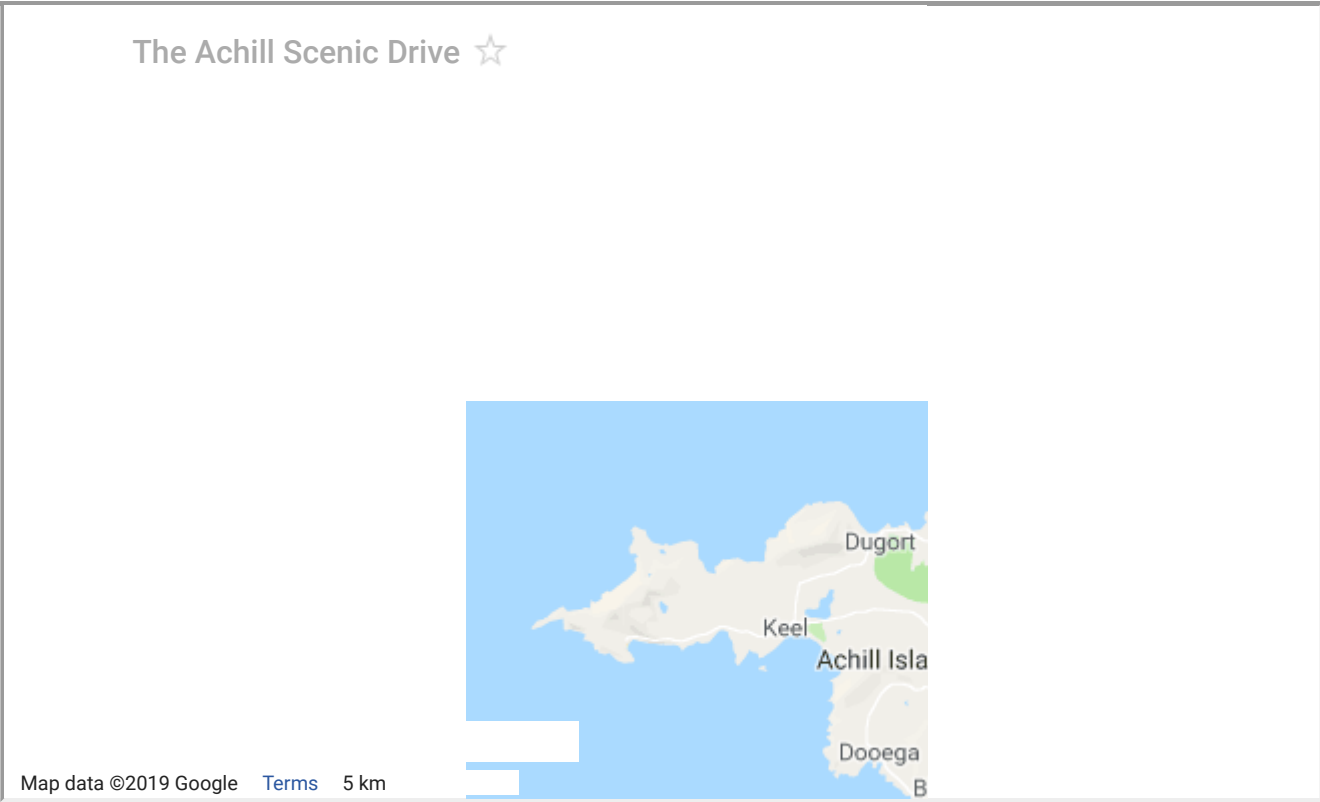 The Achill Scenic Drive
Dugort
Keel
Achill Isla
Dooega
B
Map data ©2019 Google Terms 5 km